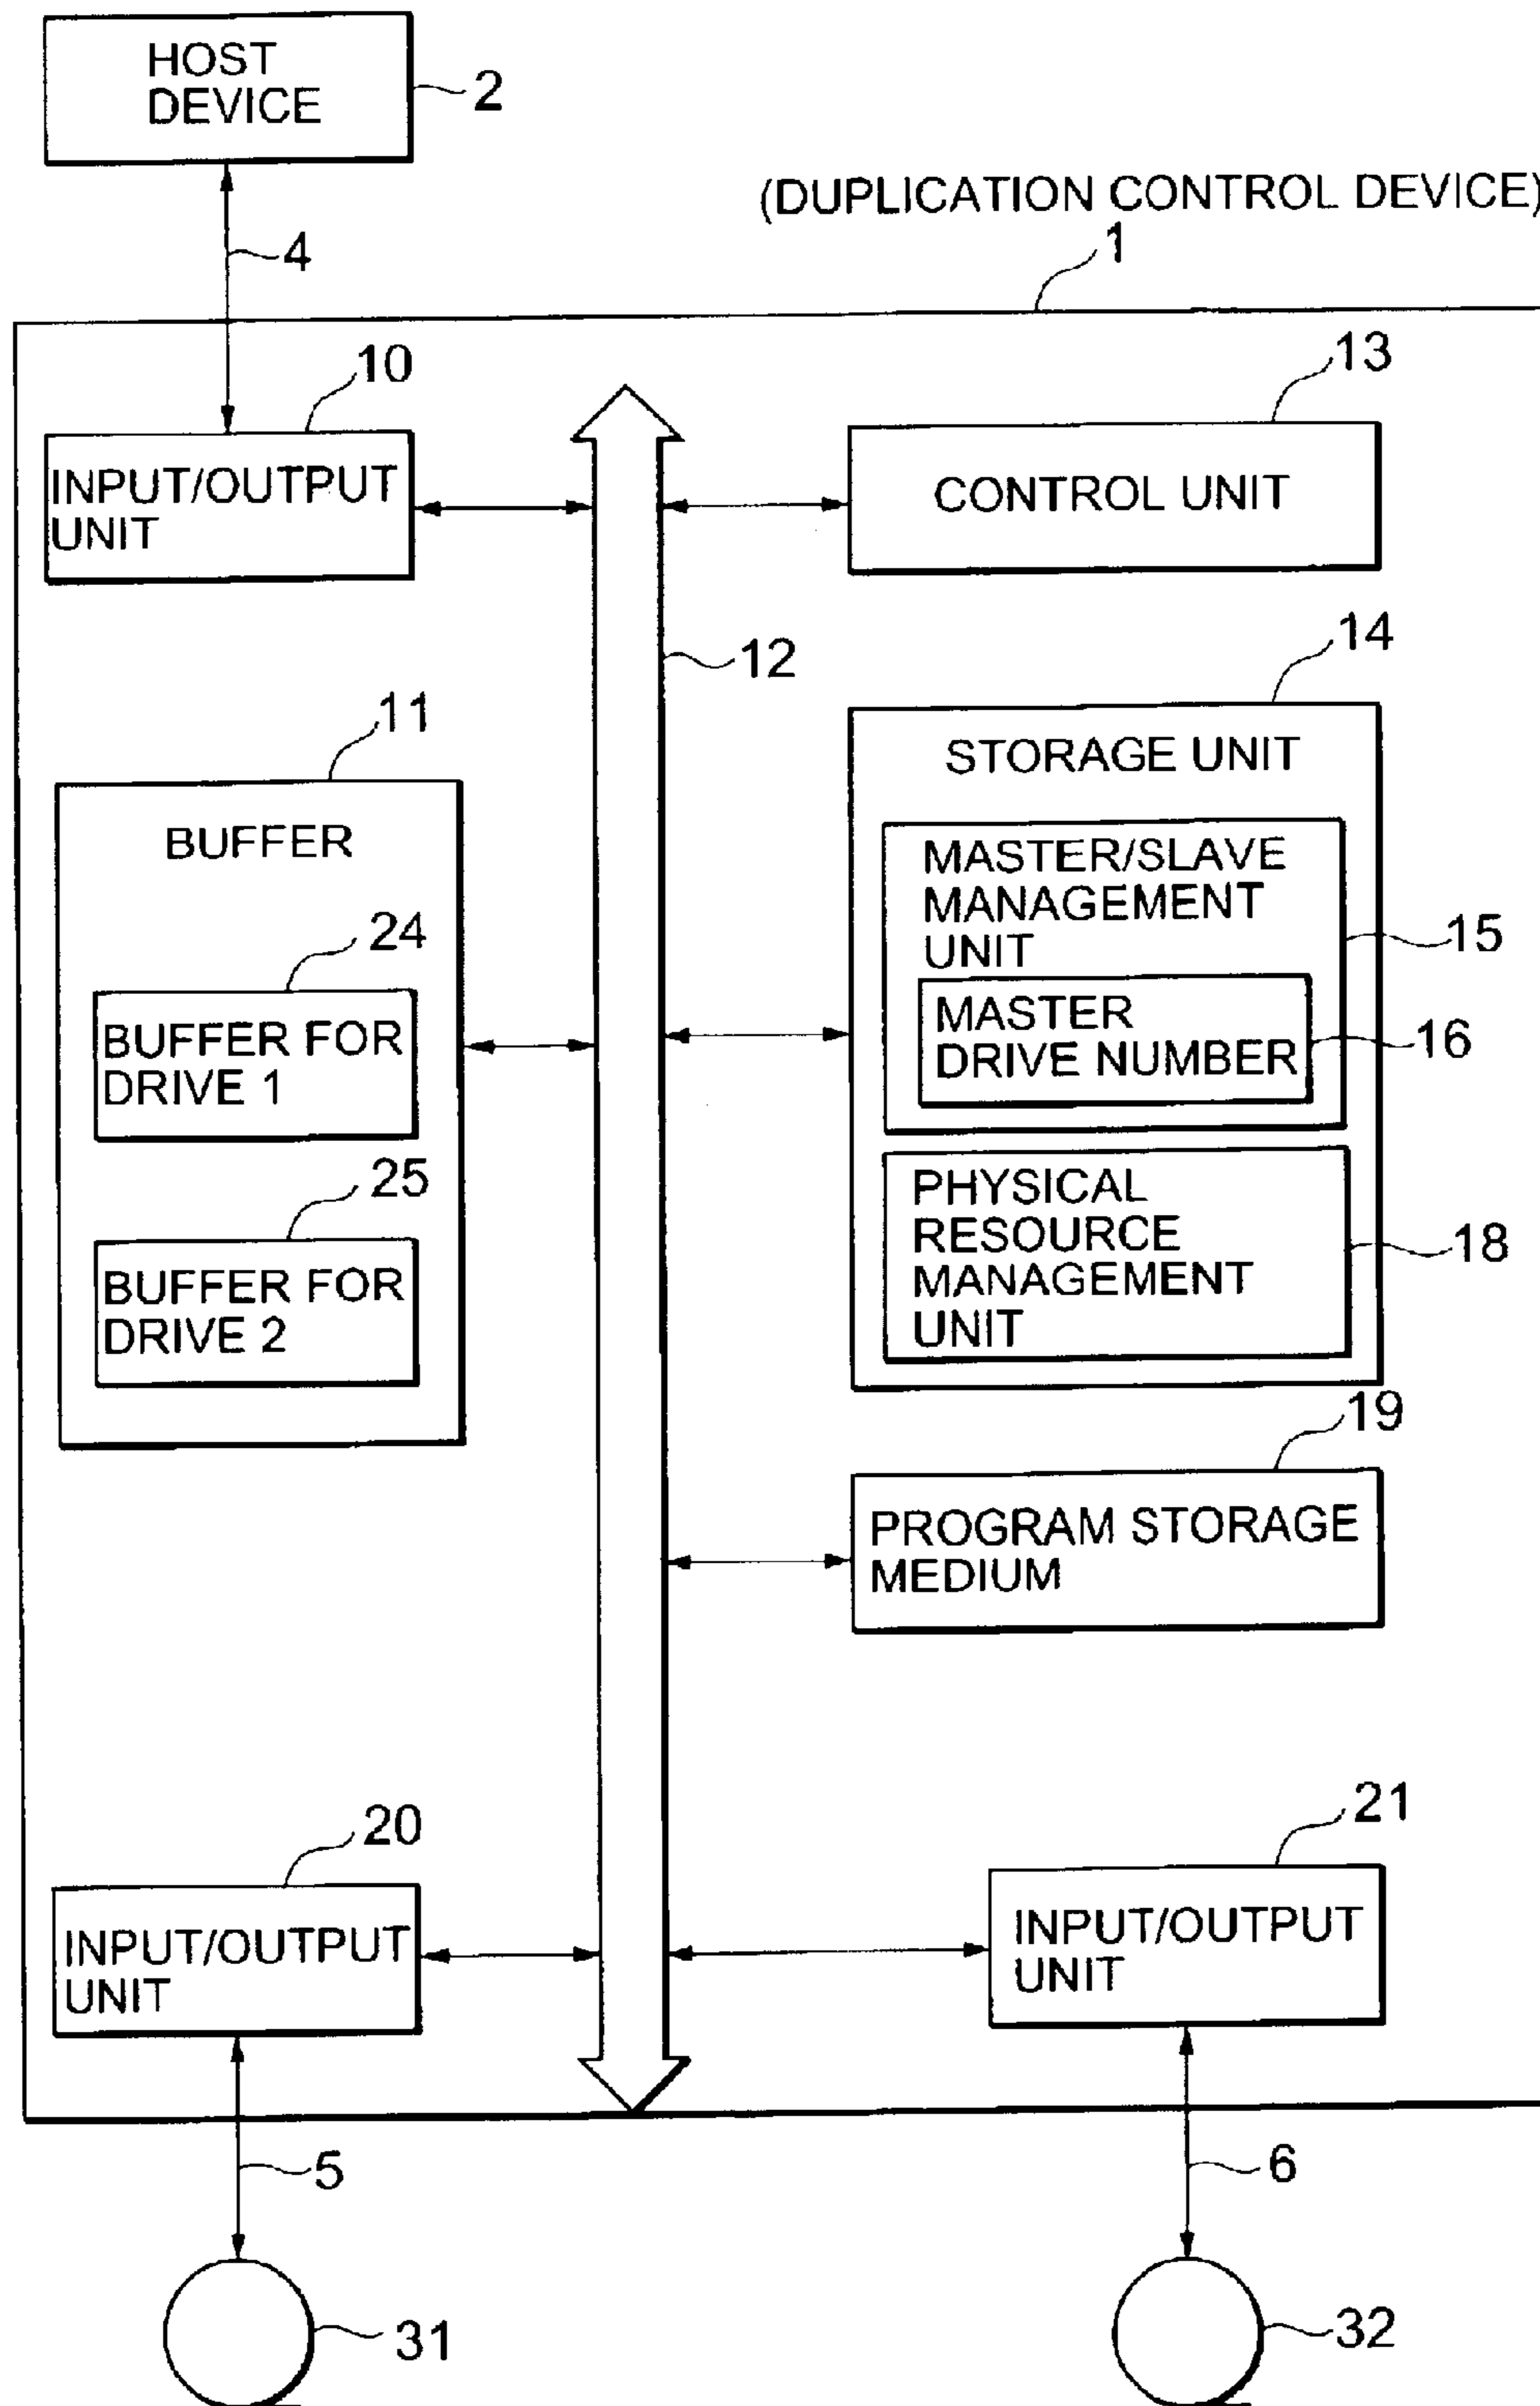 HOST
DEVICE
2
(DUPLICATION CONTROL DEVICE)
1
4
10
INPUT/OUTPUT
UNIT
13
CONTROL UNIT
12
11
BUFFER
24
BUFFER FOR
DRIVE 1
25
BUFFER FOR
DRIVE 2
14
STORAGE UNIT
MASTER/SLAVE
MANAGEMENT
UNIT
15
MASTER
DRIVE NUMBER
16
PHYSICAL
RESOURCE
MANAGEMENT
UNIT
18
19
PROGRAM STORAGE
MEDIUM
20
INPUT/OUTPUT
UNIT
21
INPUT/OUTPUT
UNIT
5
6
31
32